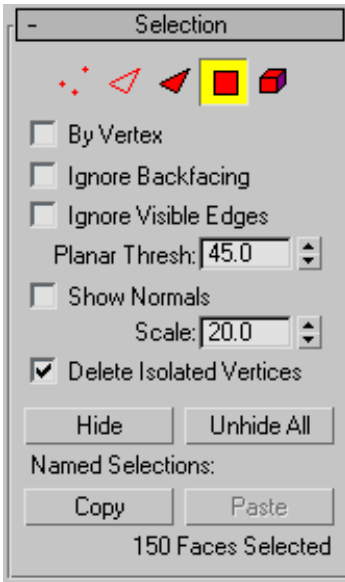 - Selection
By Vertex
Ignore Backfacing
Ignore Visible Edges
Planar Thresh: 45.0
Show Normals
Scale: 20.0
Delete Isolated Vertices
Hide Unhide All
Named Selections:
Copy Paste
150 Faces Selected